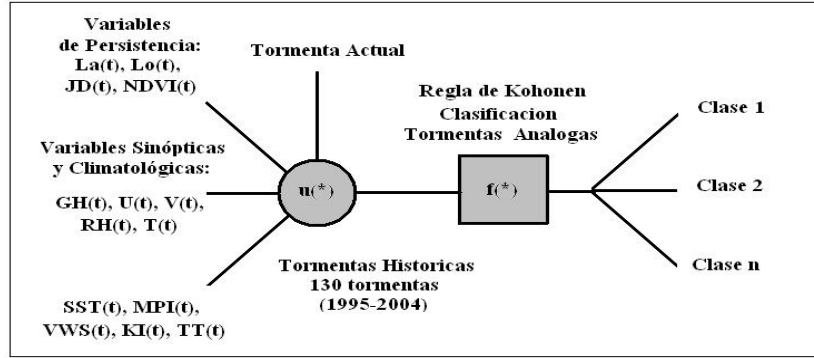 Variables
de Persistencia:
La(t), Lo(t),
JD(t), NDVI(t)
Tormenta Actual
Variables Sinópticas
y Climatológicas:
GH(t), U(t), V(t),
RH(t), T(t)
SST(t), MPI(t),
VWS(t), KI(t), TT(t)
u(*)
Tormentas Historicas
130 tormentas
(1995-2004)
Regla de Kohonen
Clasificacion
Tormentas Analogas
f(*)
Clase 1
Clase 2
Clase n